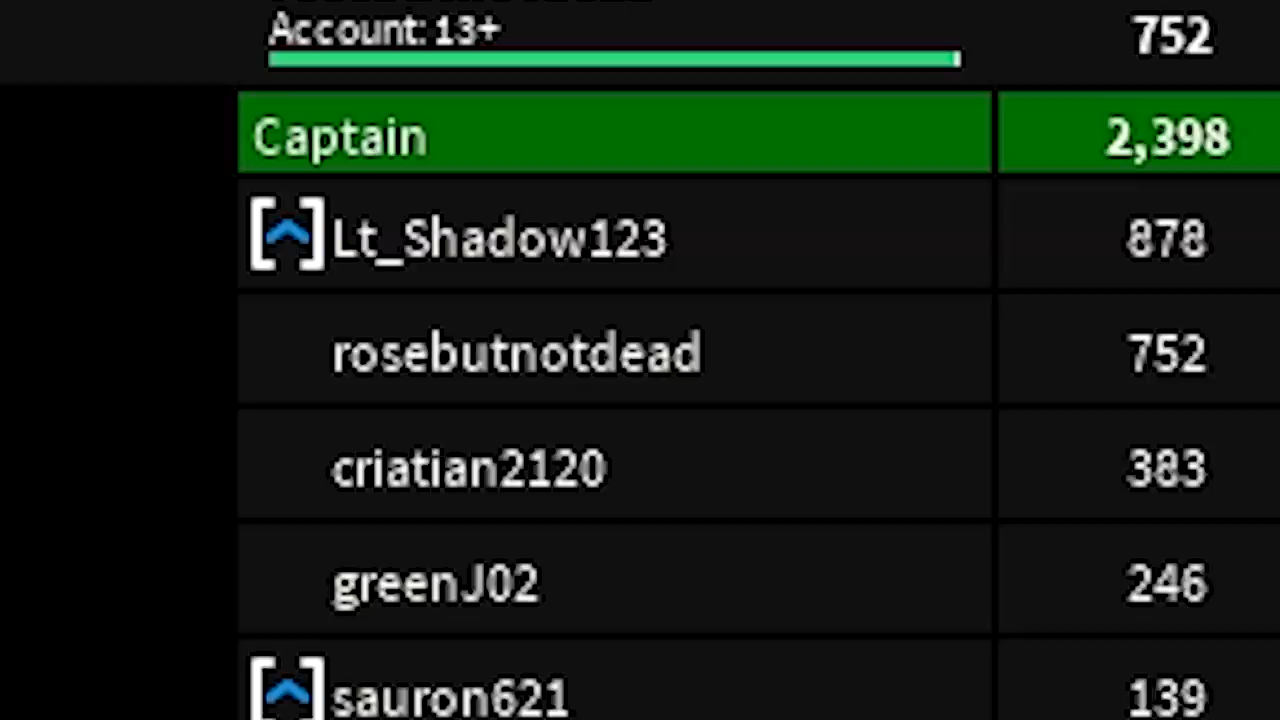 Account: 13+ 752
Captain 2,398
Lt_Shadow123 878
rosebutnotdead 752
criatian2120 383
greenJ02 246
sauron621 139